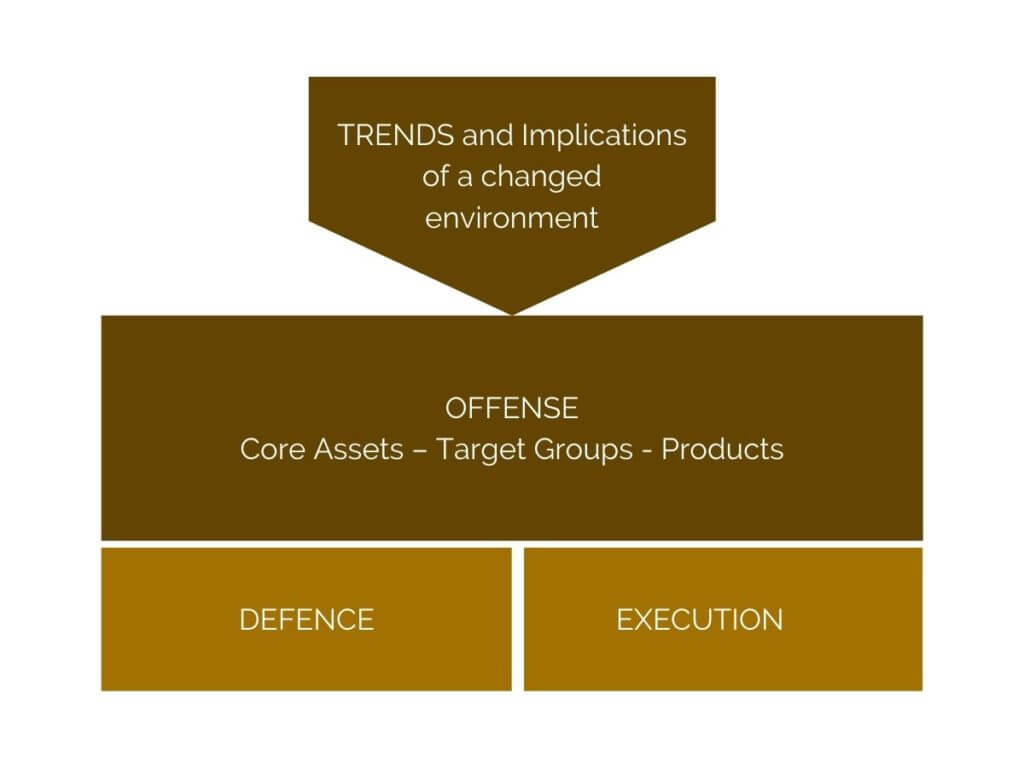 TRENDS and Implications
of a changed
environment
OFFENSE
Core Assets – Target Groups - Products
DEFENCE
EXECUTION